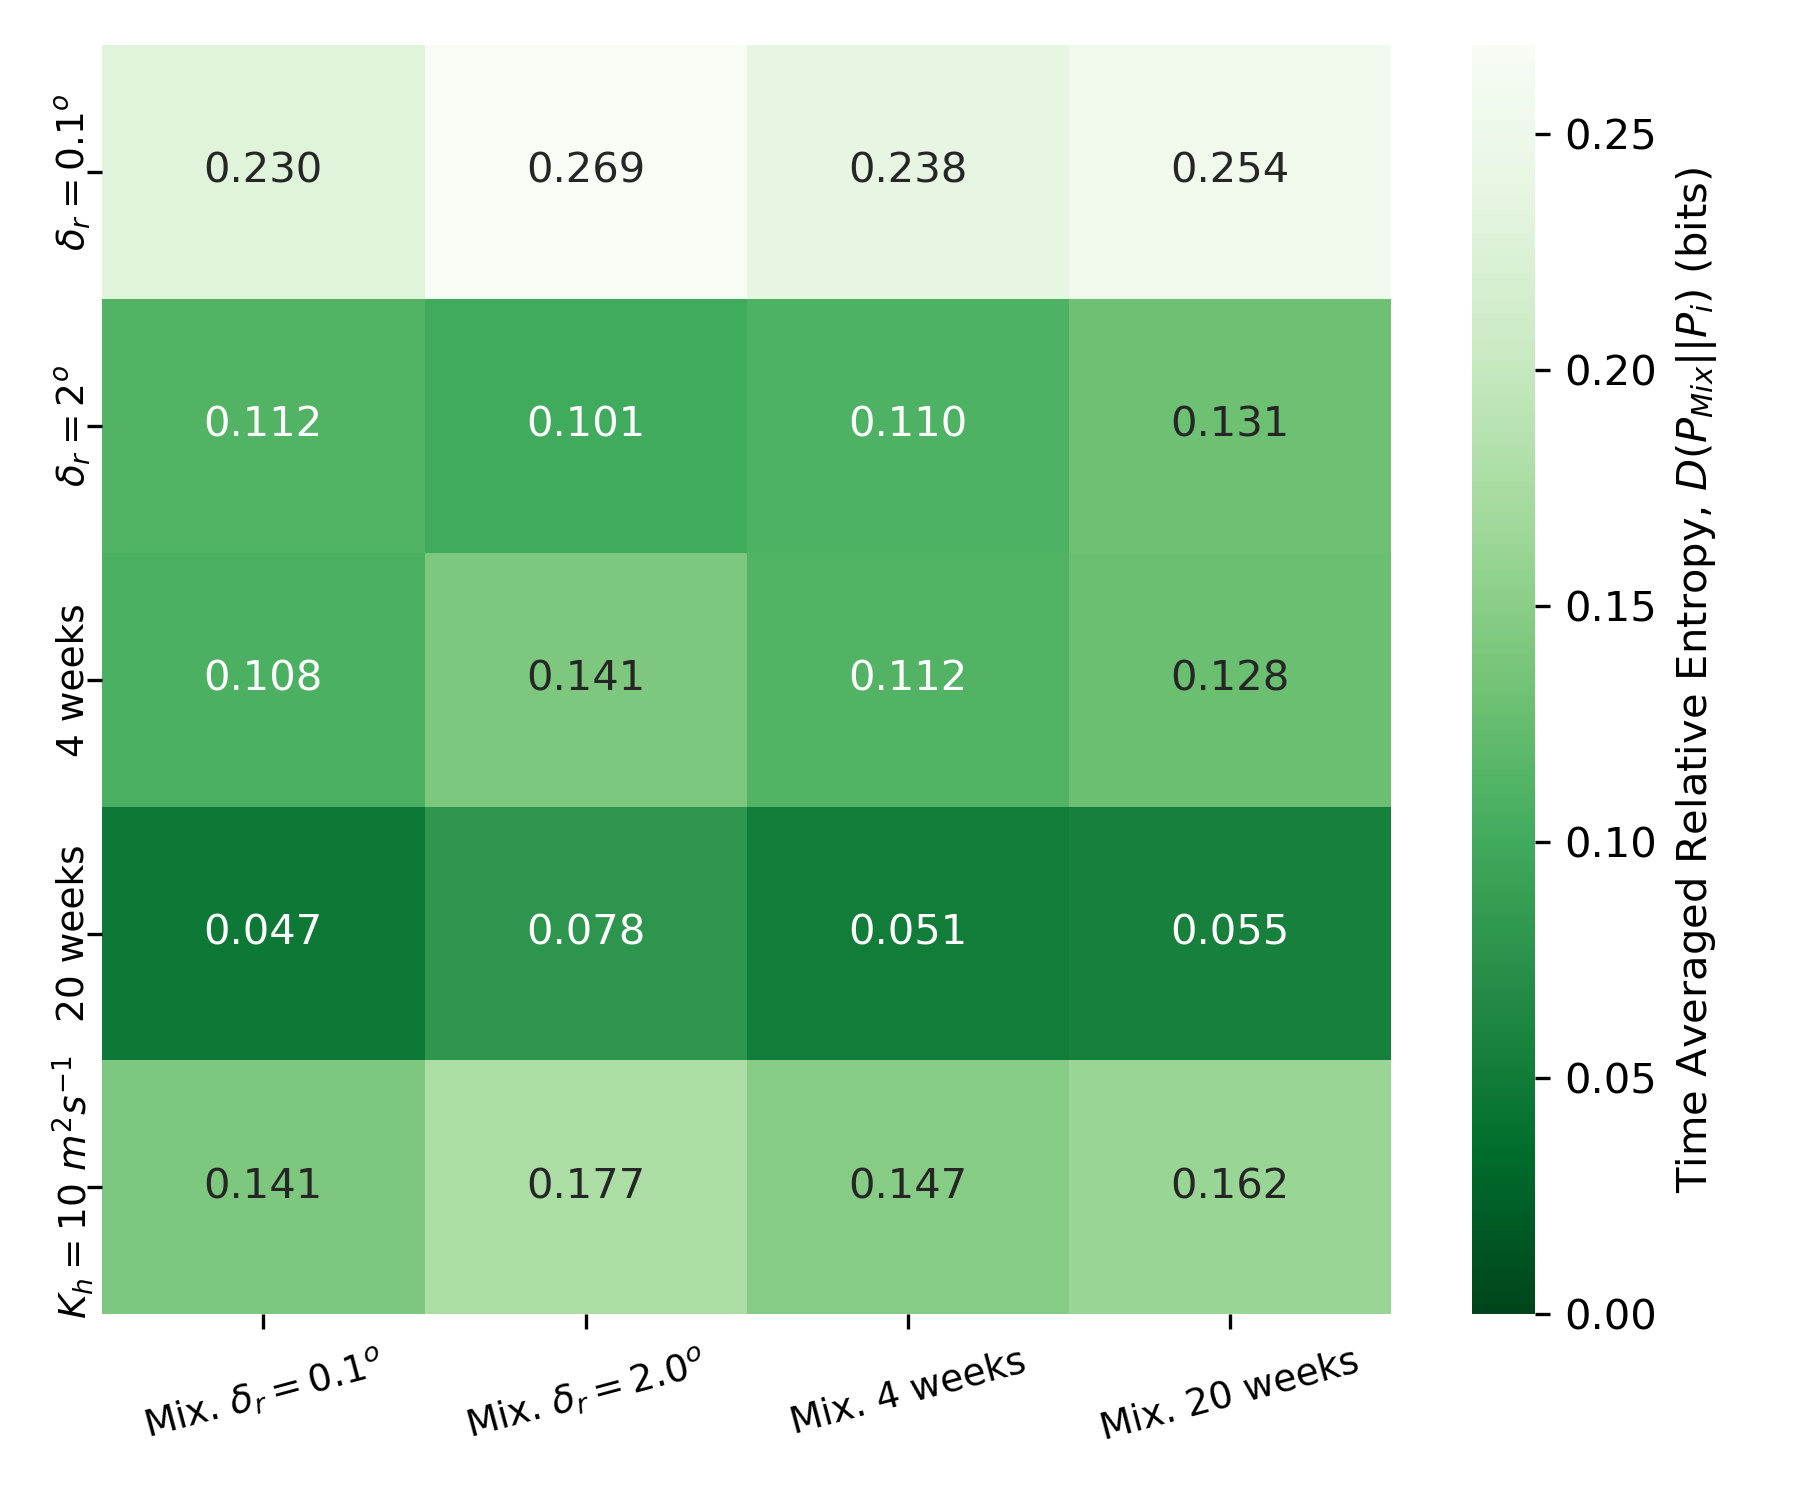 δr = 0.1o
0.230 0.269 0.238 0.254
δr = 2o
0.112 0.101 0.110 0.131
4 weeks
0.108 0.141 0.112 0.128
20 weeks
0.047 0.078 0.051 0.055
Kh = 10 m2s−1
0.141 0.177 0.147 0.162
Mix. δr = 0.1o
Mix. δr = 2.0o
Mix. 4 weeks
Mix. 20 weeks
0.25
0.20
0.15
0.10
0.05
0.00
Time Averaged Relative Entropy, D(PMix||Pi) (bits)